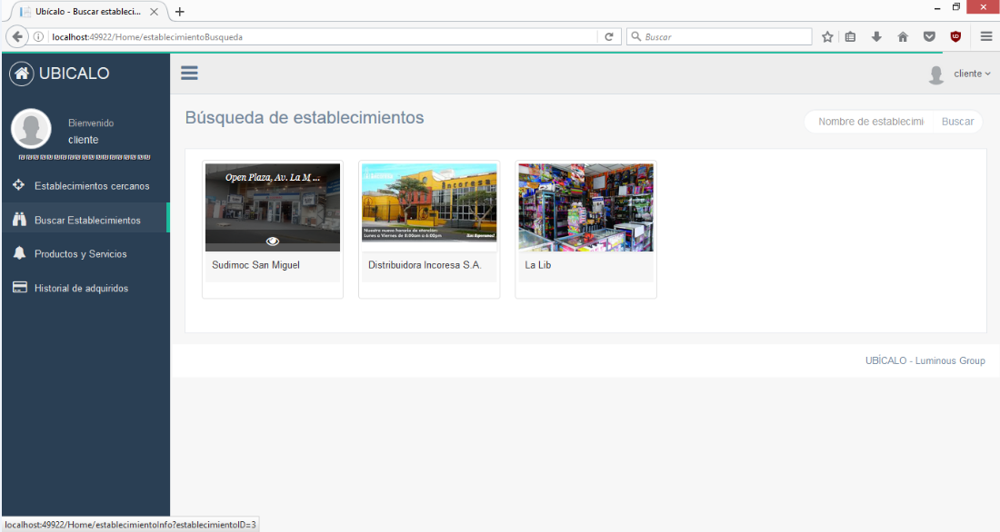 Ubícalo - Buscar estableci...
localhost:49922/Home/establecimientoBusqueda
Buscar
UBICALO
cliente
Bienvenido
cliente
Establecimientos cercanos
Buscar Establecimientos
Productos y Servicios
Historial de adquiridos
Búsqueda de establecimientos
Nombre de establecimi
Buscar
Open Plaza, Av. La M ...
Incoresa
Nuestro nuevo horario de atención:
Lunes a Viernes de 8:00am a 6:00pm
¡Los Esperamos!
Sudimoc San Miguel
Distribuidora Incoresa S.A.
La Lib
UBÍCALO - Luminous Group
localhost:49922/Home/establecimientoInfo?establecimientoID=3